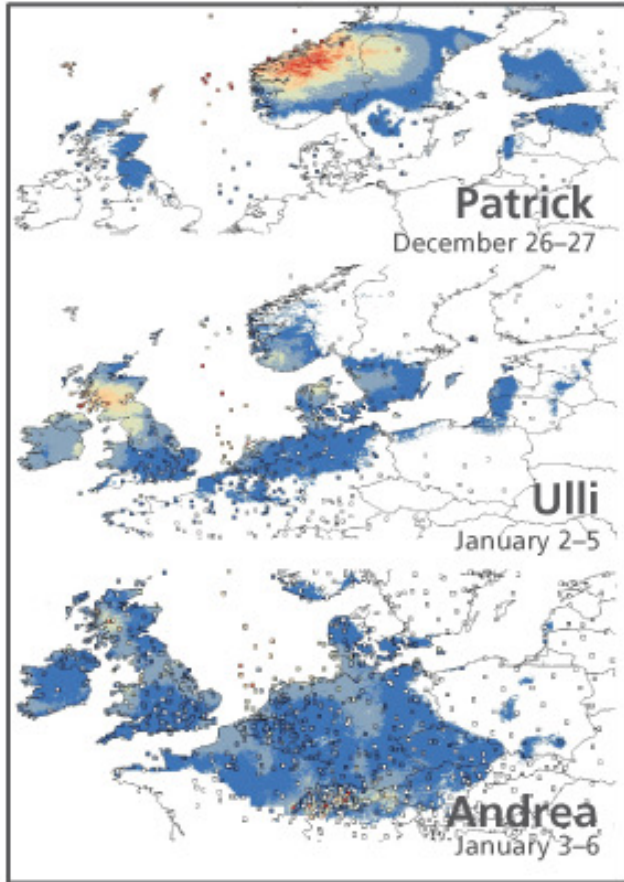 Patrick
December 26–27
Ulli
January 2–5
Andrea
January 3–6